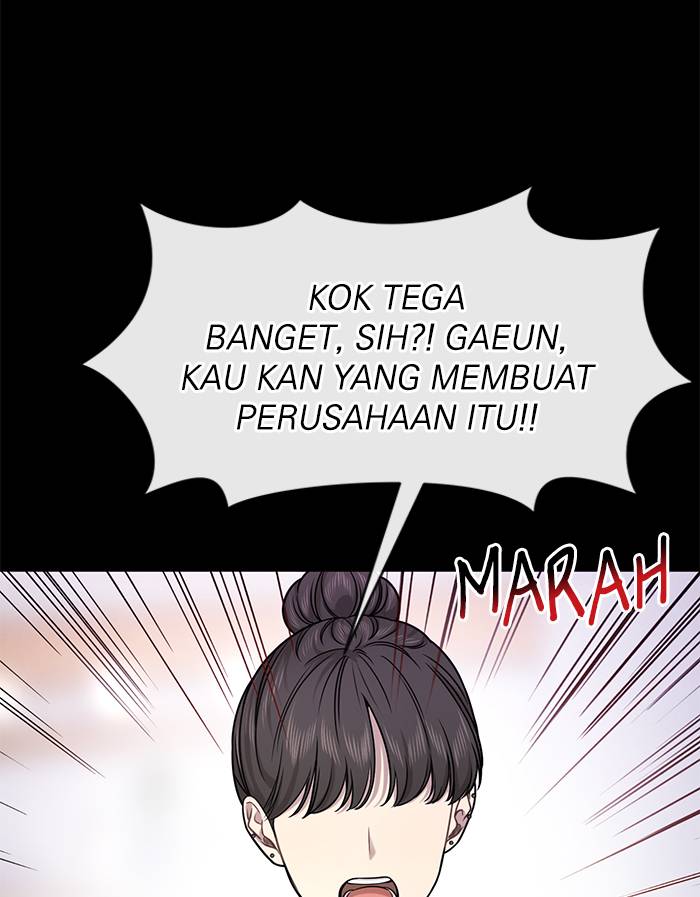 KOK TEGA
BANGET, SIH?! GAEUN,
KAU KAN YANG MEMBUAT
PERUSAHAAN ITU!!
MARAH